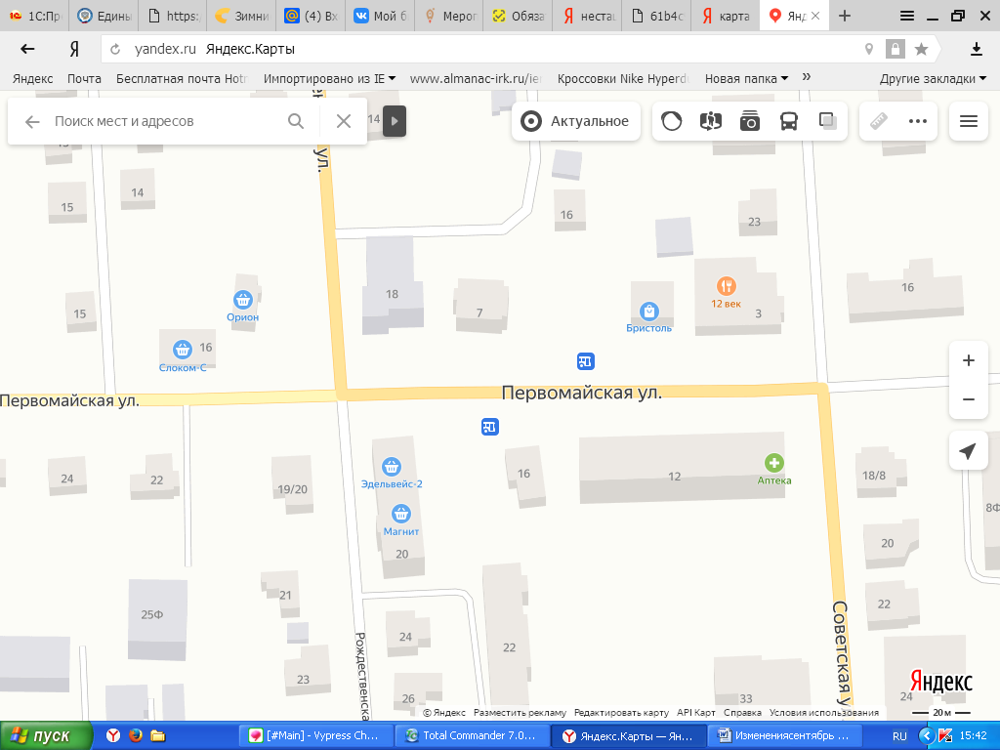 1С:Пр
Едины
https:
Зимни
(4) Вх
Мой б
Мероп
Обяза
неста
61b4c
карта
Янд
yandex.ru Яндекс.Карты
Яндекс Почта Бесплатная почта Hotm Импортировано из IE www.almanac-irk.ru/ie Кроссовки Nike Hyperd Новая папка » Другие закладки
Поиск мест и адресов
Актуальное
14
ул.
15
14
15
16
23
18
7
Орион
12 век
3
16
Бристоль
15
16
Слоком-С
Первомайская ул.
Первомайская ул.
24
22
19/20
Эдельвейс-2
Магнит
20
16
12
Аптека
18/8
8Ф
20
21
22
25Ф
24
22
Рождественска
Советская у
23
26
33
24
Яндекс
© Яндекс Разместить рекламу Редактировать карту API Карт Справка Условия использования
20 м
пуск
[#Main] - Vypress Ch...
Total Commander 7.0...
Яндекс.Карты — Ян...
Изменениясентябрь
RU
15:42